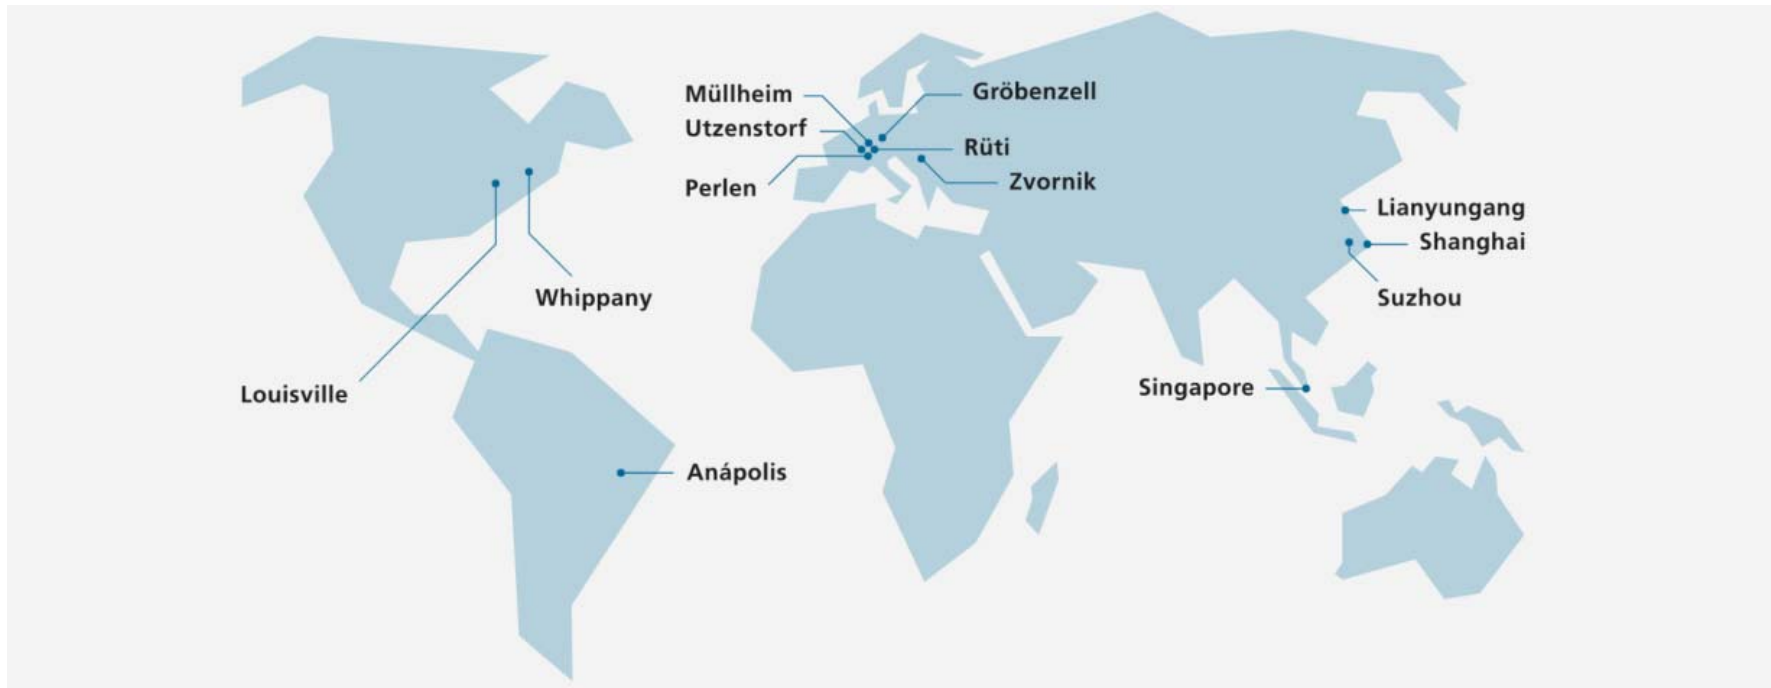 Müllheim
Gröbenzell
Utzenstorf
Rüti
Perlen
Zvornik
Lianyungang
Shanghai
Whippany
Suzhou
Louisville
Singapore
Anápolis